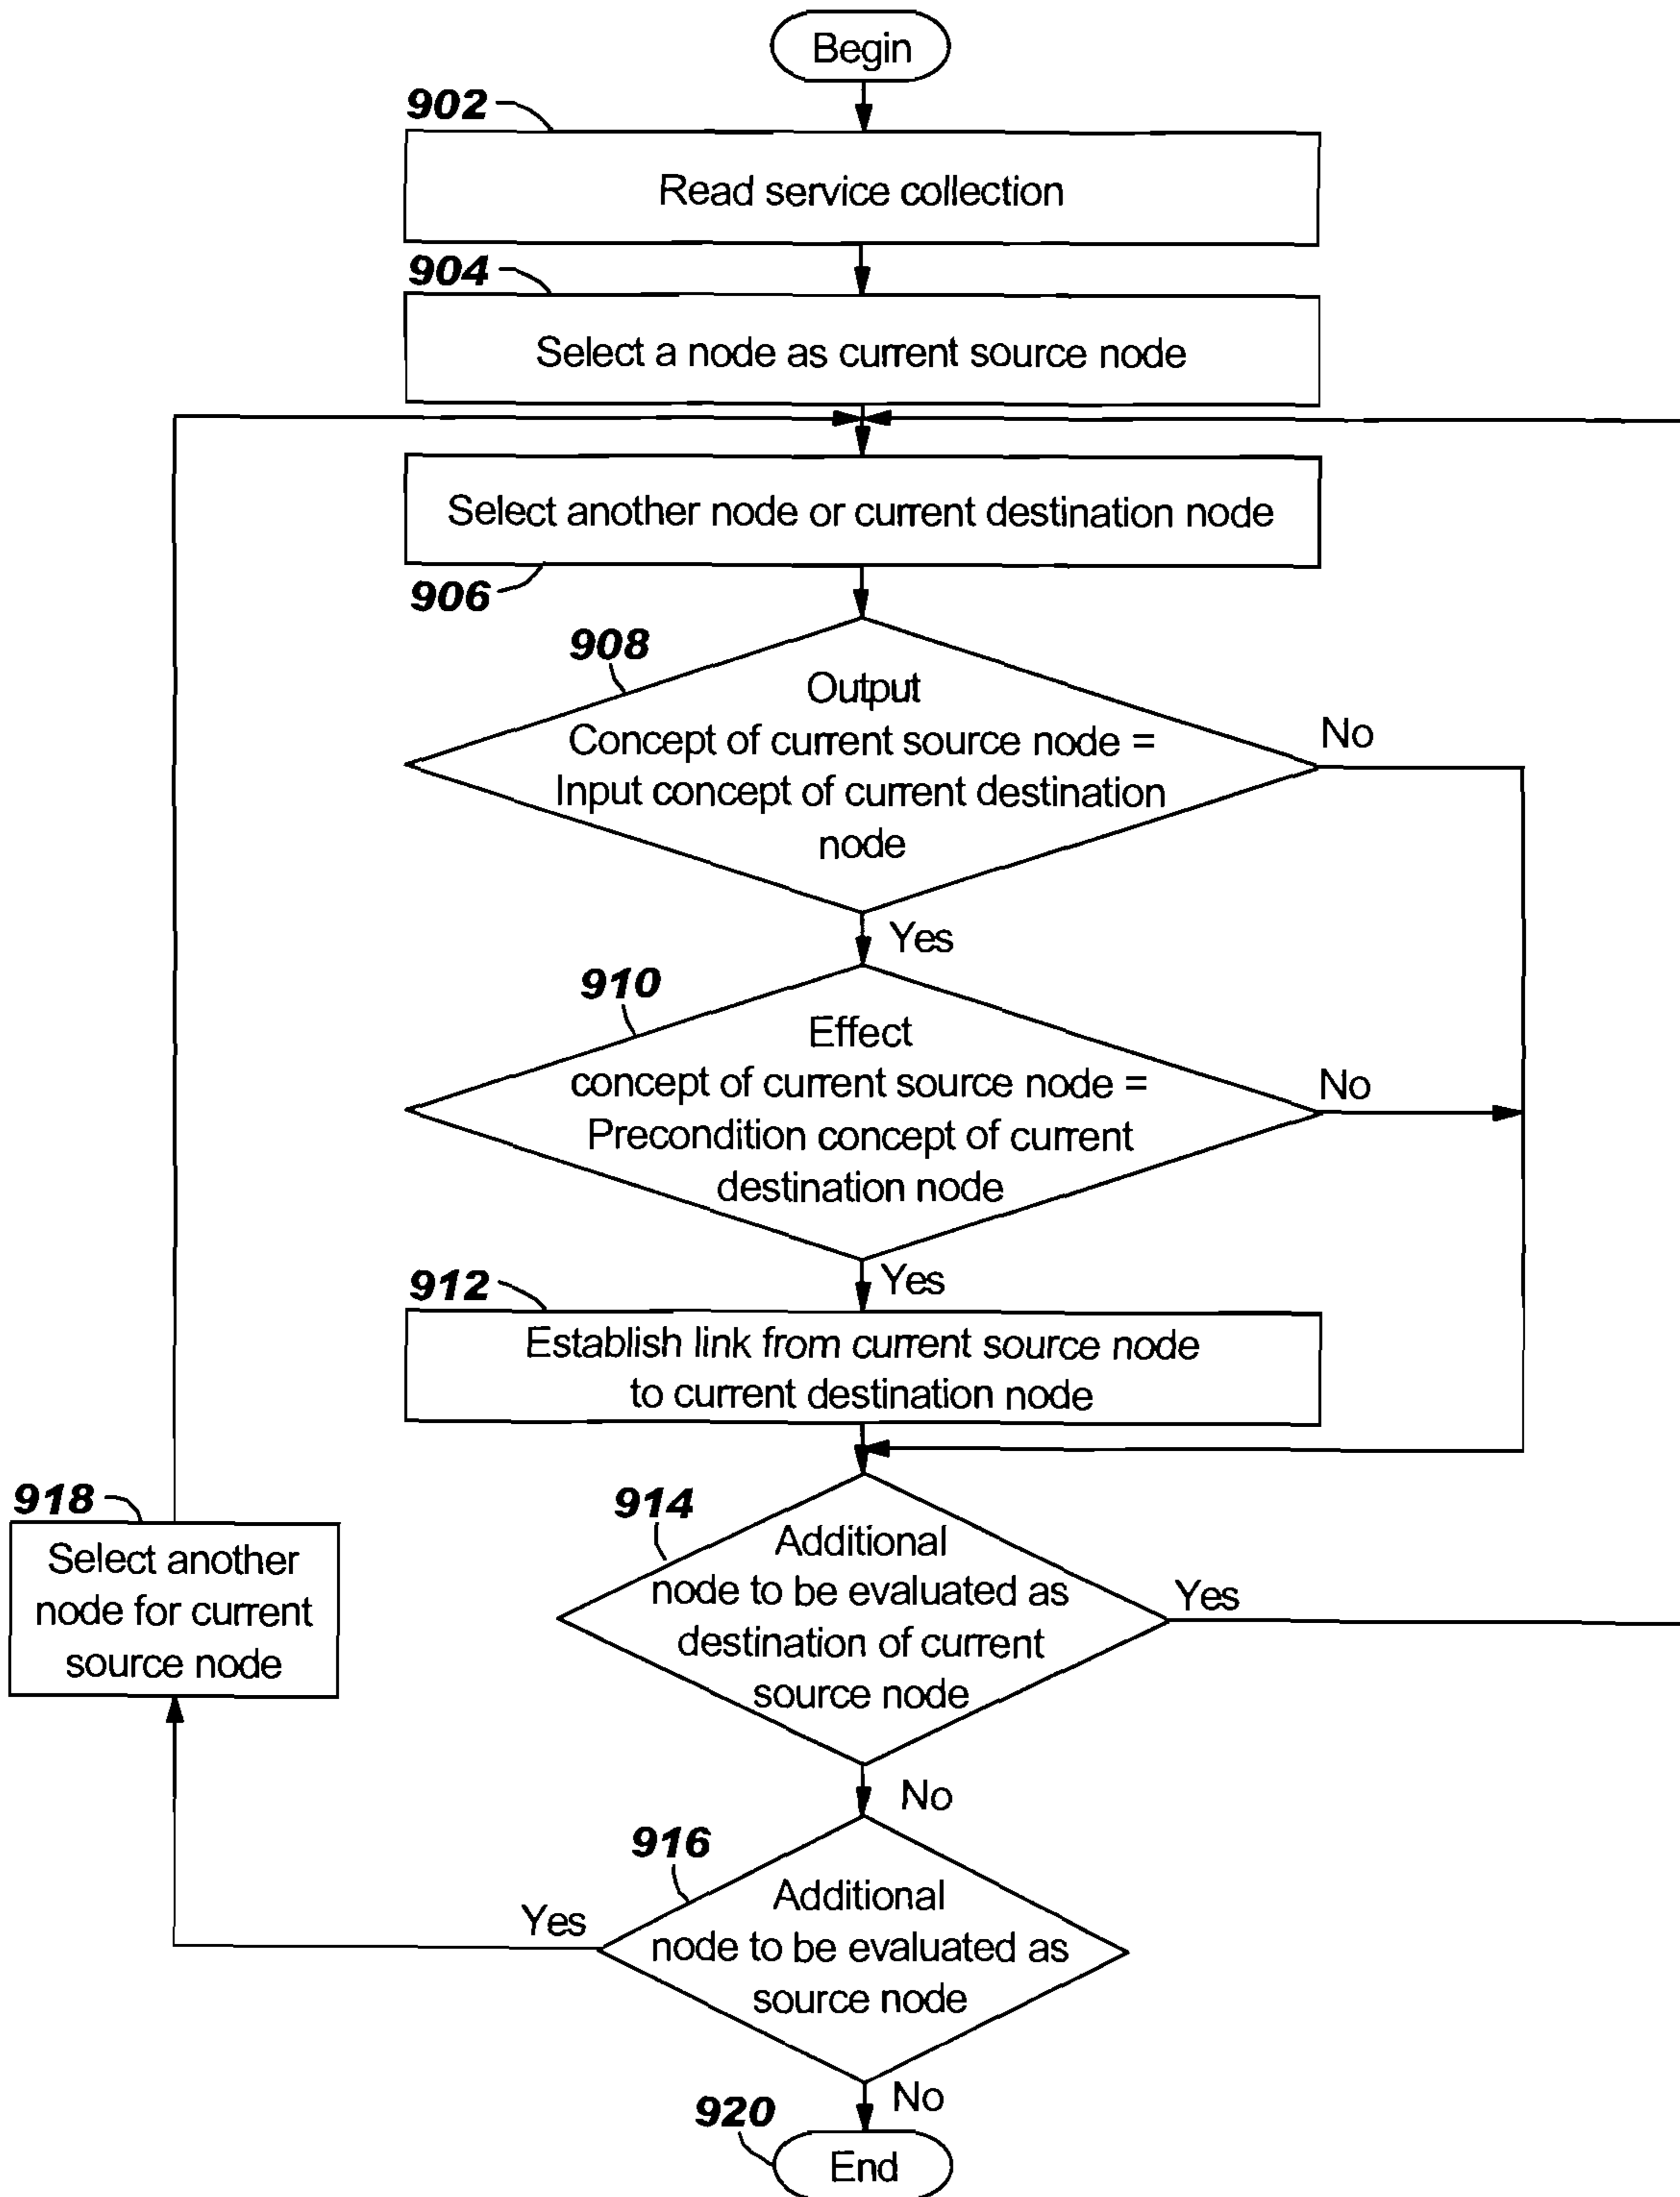 Begin
902
Read service collection
904
Select a node as current source node
Select another node or current destination node
906
908
Output
Concept of current source node =
Input concept of current destination
node
No
Yes
910
Effect
concept of current source node =
Precondition concept of current
destination node
No
Yes
912
Establish link from current source node
to current destination node
918
Select another
node for current
source node
914
Additional
node to be evaluated as
destination of current
source node
Yes
No
916
Additional
node to be evaluated as
source node
Yes
No
920
End